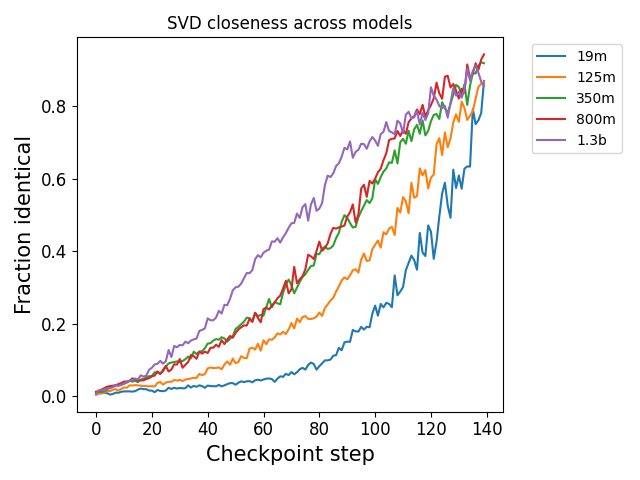 SVD closeness across models
Fraction identical
0.8
0.6
0.4
0.2
0.0
0 20 40 60 80 100 120 140
Checkpoint step
19m
125m
350m
800m
1.3b